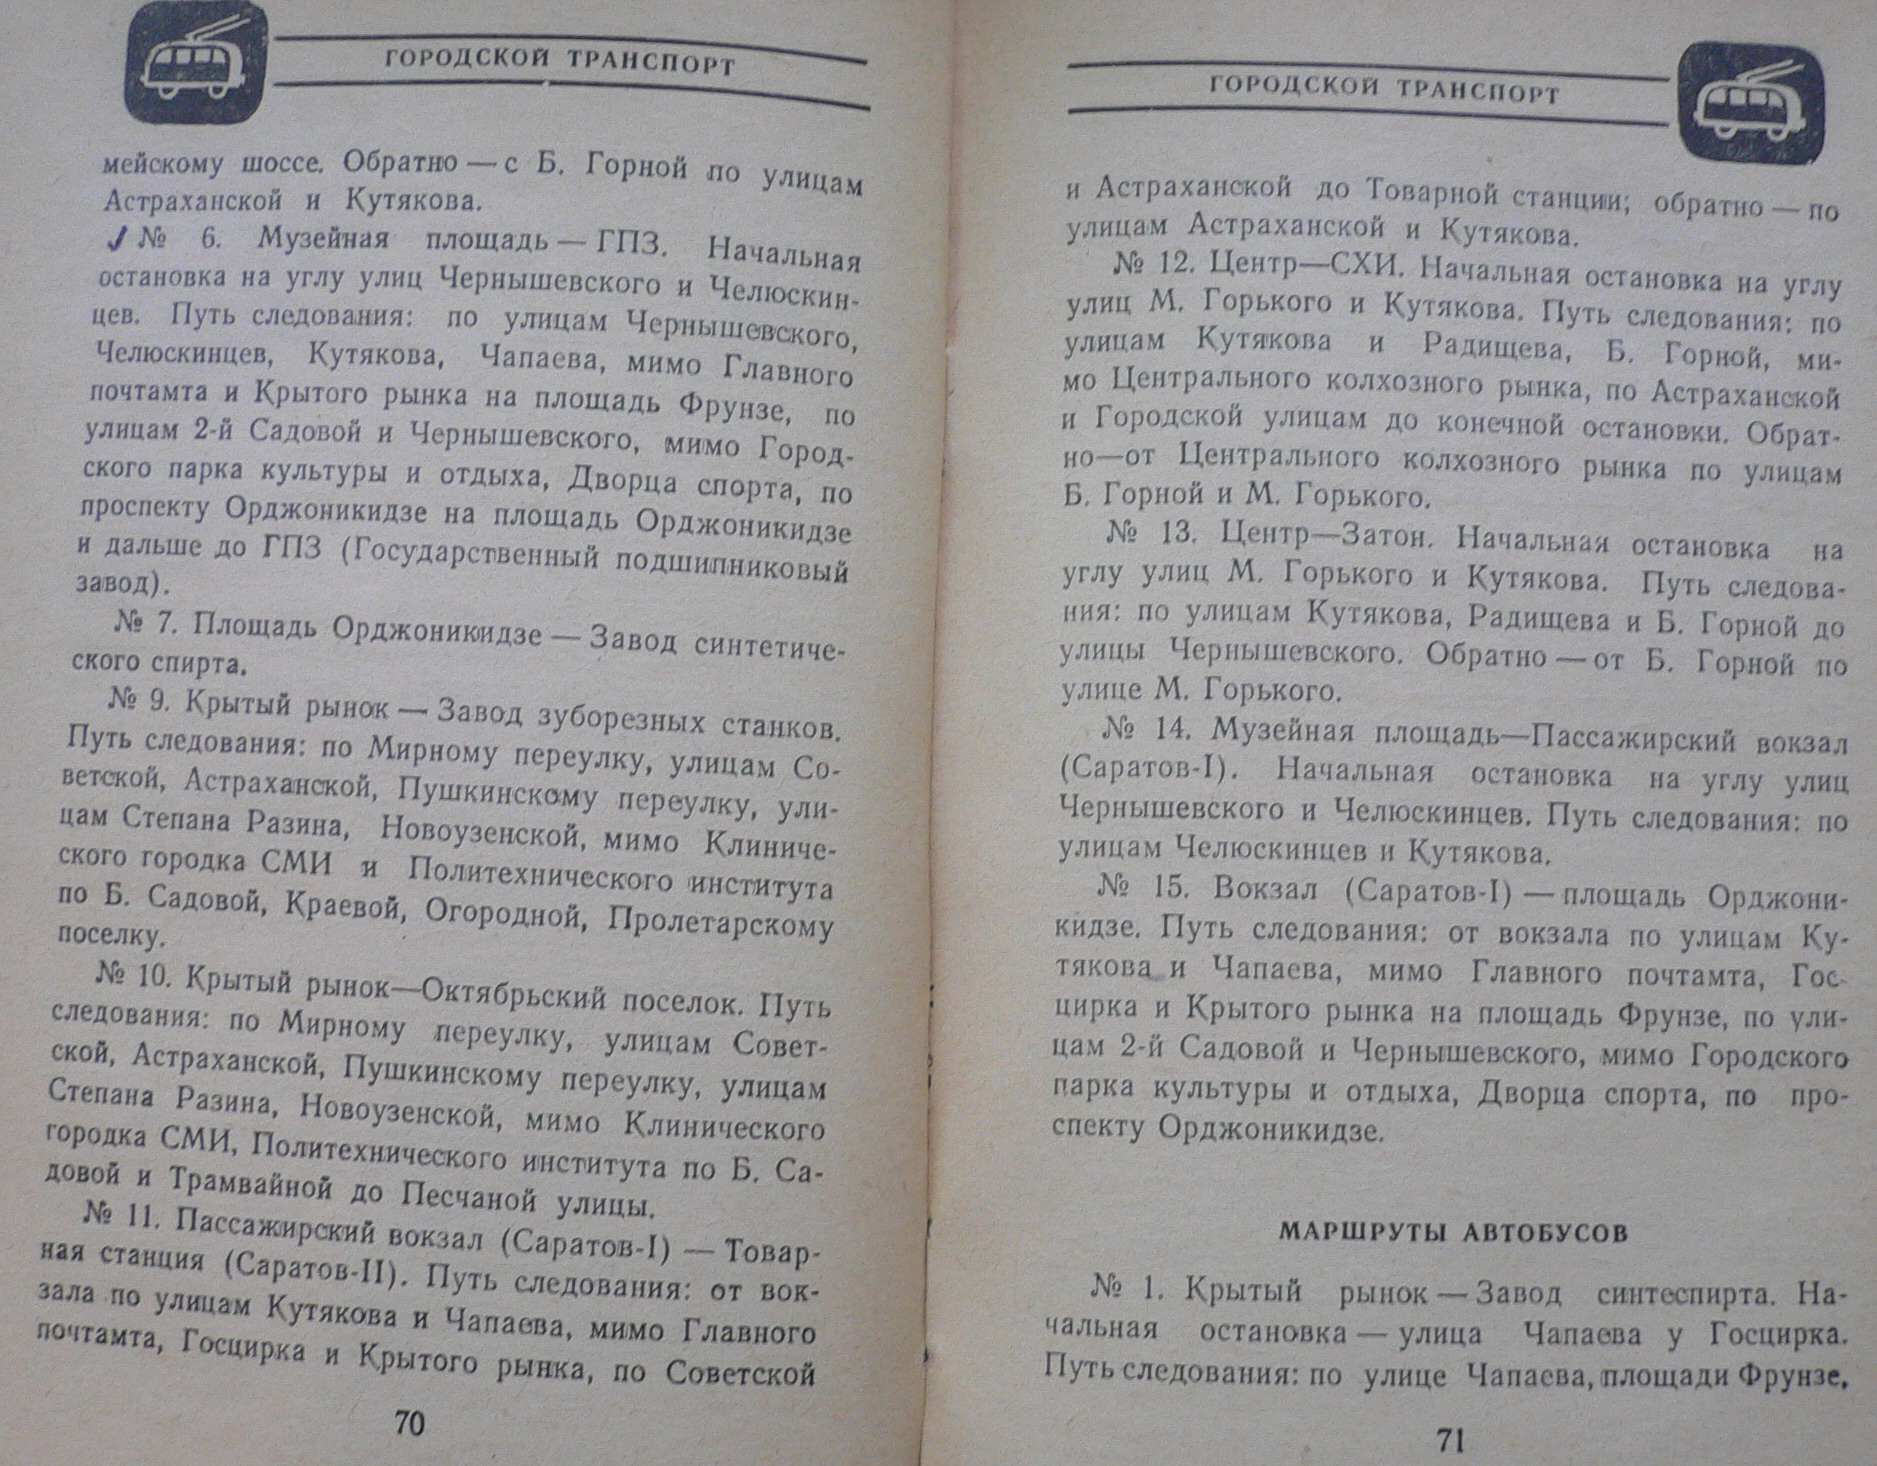 ГОРОДСКОЙ ТРАНСПОРТ
мейскому шоссе. Обратно — с Б. Горной по улицам
Астраханской и Кутякова.
№ 6. Музейная площадь — ГПЗ. Начальная
остановка на углу улиц Чернышевского и Челюскин-
цев. Путь следования: по улицам Чернышевского,
Челюскинцев, Кутякова, Чапаева, мимо Главного
почтамта и Крытого рынка на площадь Фрунзе, по
улицам 2-й Садовой и Чернышевского, мимо Город-
ского парка культуры и отдыха, Дворца спорта, по
проспекту Орджоникидзе на площадь Орджоникидзе
и дальше до ГПЗ (Государственный подшипниковый
завод).
№ 7. Площадь Орджоникидзе — Завод синтетиче-
ского спирта.
№ 9. Крытый рынок — Завод зуборезных станков.
Путь следования: по Мирному переулку, улицам Со-
ветской, Астраханской, Пушкинскому переулку, ули-
цам Степана Разина, Новоузенской, мимо Клиниче-
ского городка СМИ и Политехнического института
по Б. Садовой, Краевой, Огородной, Пролетарскому
поселку.
№ 10. Крытый рынок—Октябрьский поселок. Путь
следования: по Мирному переулку, улицам Совет-
ской, Астраханской, Пушкинскому переулку, улицам
Степана Разина, Новоузенской, мимо Клинического
городка СМИ, Политехнического института по Б. Са-
довой и Трамвайной до Песчаной улицы.
№ 11. Пассажирский вокзал (Саратов-I) — Товар-
ная станция (Саратов-II). Путь следования: от вок-
зала по улицам Кутякова и Чапаева, мимо Главного
почтамта, Госцирка и Крытого рынка, по Советской
70
ГОРОДСКОЙ ТРАНСПОРТ
и Астраханской до Товарной станции; обратно — по
улицам Астраханской и Кутякова.
№ 12. Центр—СХИ. Начальная остановка на углу
улиц М. Горького и Кутякова. Путь следования: по
улицам Кутякова и Радищева, Б. Горной, ми-
мо Центрального колхозного рынка, по Астраханской
и Городской улицам до конечной остановки. Обрат-
но—от Центрального колхозного рынка по улицам
Б. Горной и М. Горького.
№ 13. Центр—Затон. Начальная остановка на
углу улиц М. Горького и Кутякова. Путь следова-
ния: по улицам Кутякова, Радищева и Б. Горной до
улицы Чернышевского. Обратно — от Б. Горной по
улице М. Горького.
№ 14. Музейная площадь—Пассажирский вокзал
(Саратов-I). Начальная остановка на углу улиц
Чернышевского и Челюскинцев. Путь следования: по
улицам Челюскинцев и Кутякова.
№ 15. Вокзал (Саратов-I) — площадь Орджони-
кидзе. Путь следования: от вокзала по улицам Ку-
тякова и Чапаева, мимо Главного почтамта, Гос-
цирка и Крытого рынка на площадь Фрунзе, по ули-
цам 2-й Садовой и Чернышевского, мимо Городского
парка культуры и отдыха, Дворца спорта, по про-
спекту Орджоникидзе.
МАРШРУТЫ АВТОБУСОВ
№ 1. Крытый рынок — Завод синтеспирта. На-
чальная остановка — улица Чапаева у Госцирка.
Путь следования: по улице Чапаева, площади Фрунзе,
71